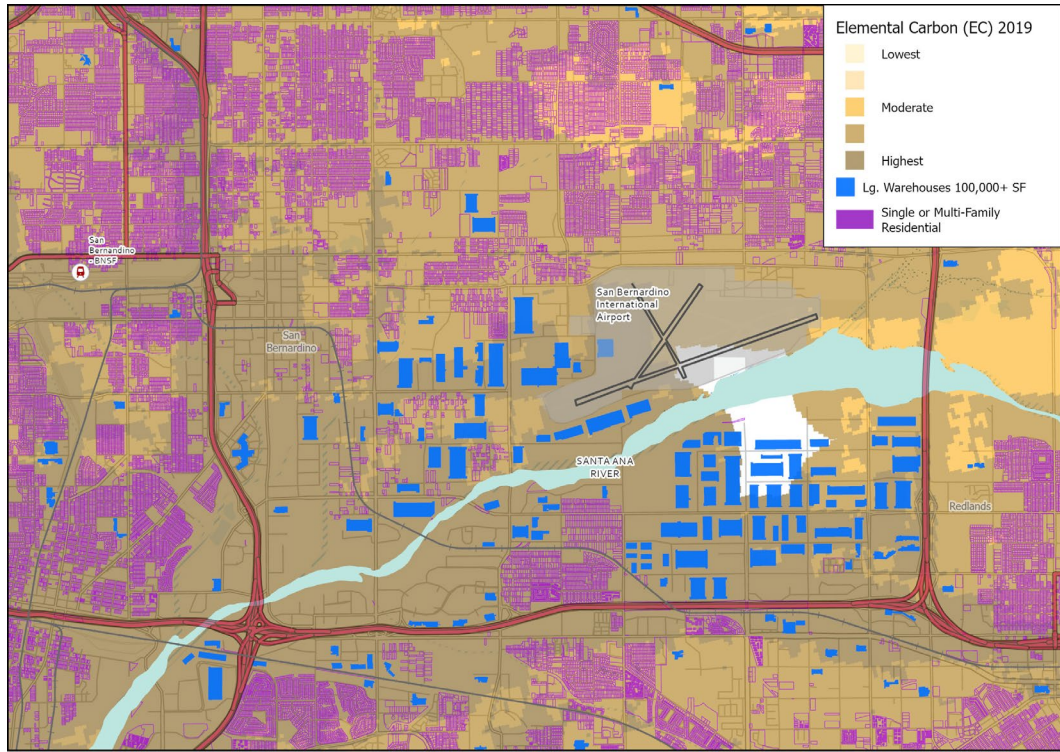 Elemental Carbon (EC) 2019
Lowest
Moderate
Highest
Lg. Warehouses 100,000+ SF
Single or Multi-Family
Residential
San
Bernandino
- BNSF
San Bernardino
International
Airport
San
Bernardino
SANTA ANA
RIVER
Redlands